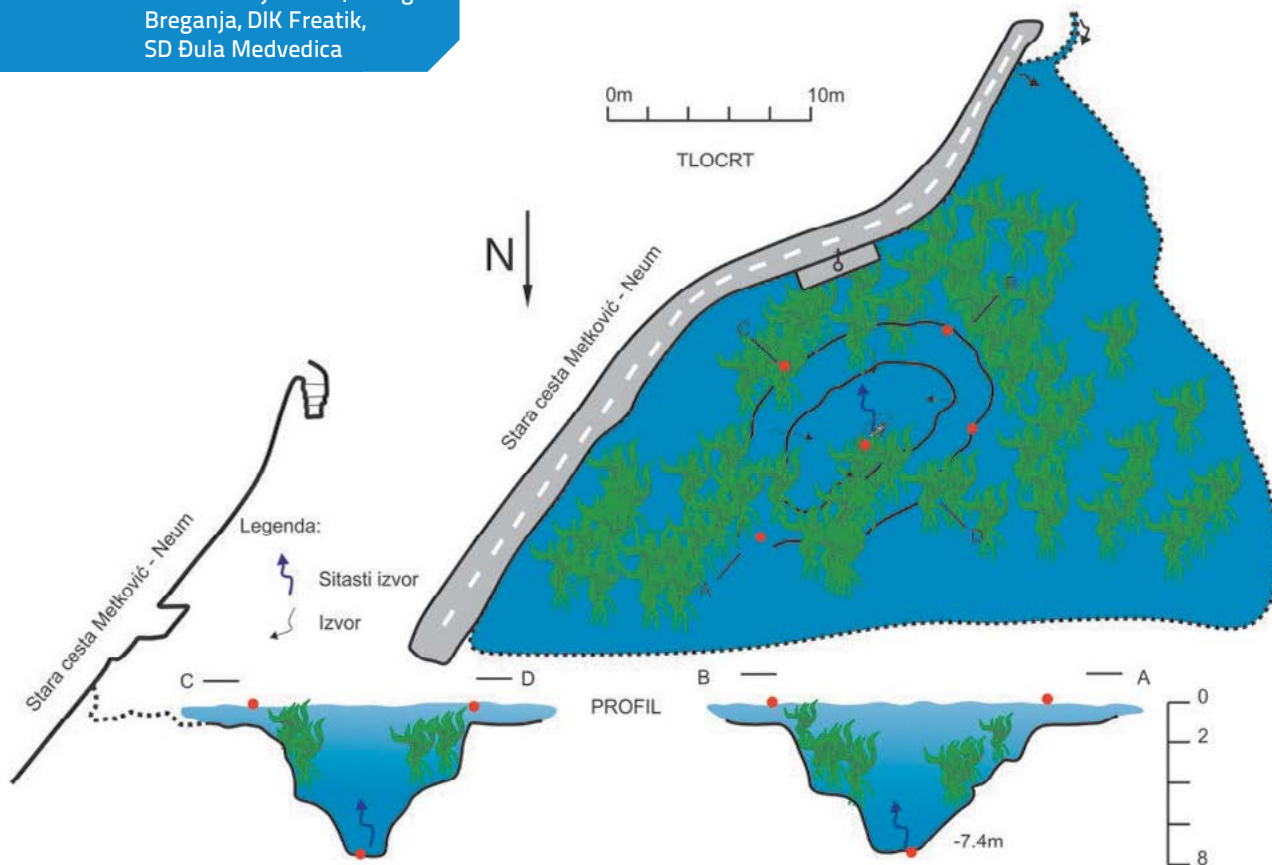 Breganja, DIK Freatik,
SD Đula Medvedica
0m 10m
TLOCRT
N
Stara cesta Metković - Neum
B
C
A
D
Stara cesta Metković - Neum
Legenda:
Sitasti izvor
Izvor
C D
PROFIL
B A
0
2
8
-7.4m